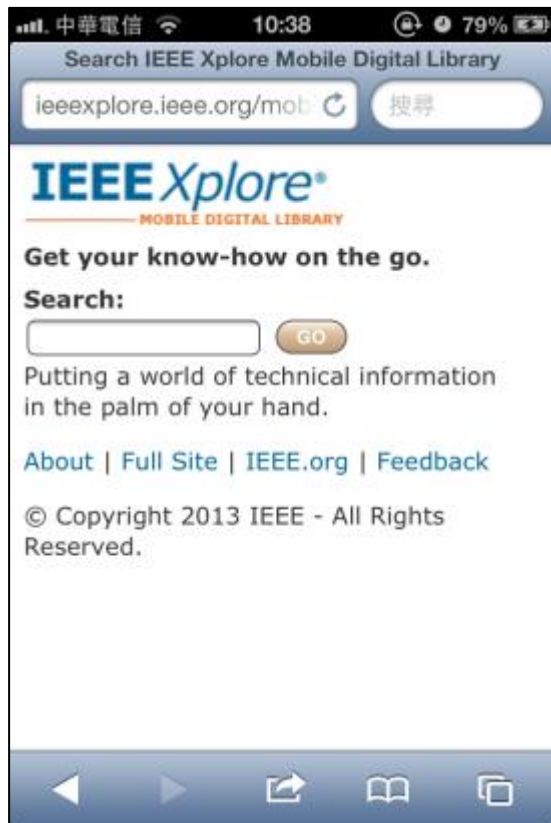 中華電信 10:38 79%
Search IEEE Xplore Mobile Digital Library
ieeexplore.ieee.org/mob 搜尋
IEEE Xplore®
MOBILE DIGITAL LIBRARY
Get your know-how on the go.
Search:
GO
Putting a world of technical information
in the palm of your hand.
About | Full Site | IEEE.org | Feedback
© Copyright 2013 IEEE - All Rights
Reserved.